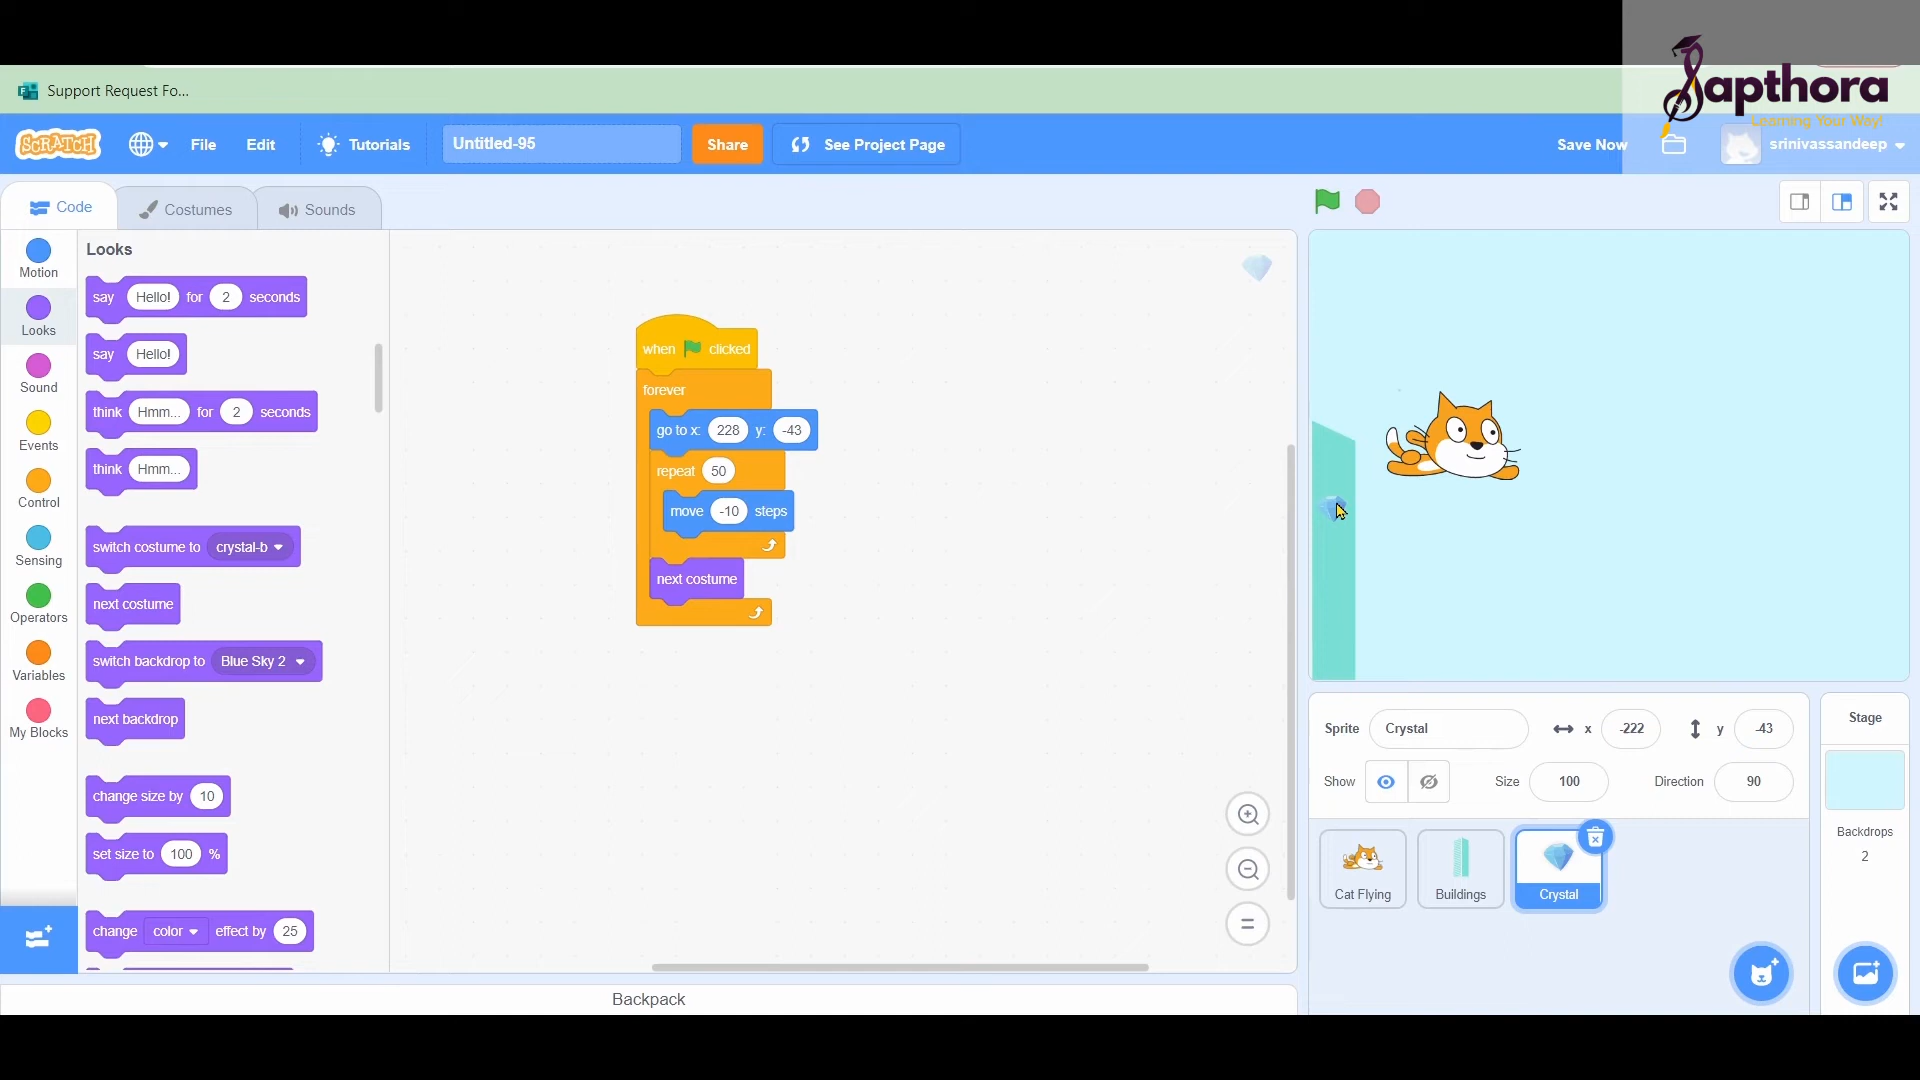 Sapthora
Learning Your Way!
Support Request Fo...
SCRATCH
File
Edit
Tutorials
Untitled-95
Share
See Project Page
Save Now
srinivassandeep
Code
Costumes
Sounds
Motion
Looks
Sound
Events
Control
Sensing
Operators
Variables
My Blocks
Looks
say Hello! for 2 seconds
say Hello!
think Hmm... for 2 seconds
think Hmm...
switch costume to crystal-b
next costume
switch backdrop to Blue Sky 2
next backdrop
change size by 10
set size to 100 %
change color effect by 25
when clicked
forever
go to x: 228 y: -43
repeat 50
move -10 steps
next costume
Backpack
Sprite Crystal x -222 y -43
Show Size 100 Direction 90
Cat Flying
Buildings
Crystal
Stage
Backdrops
2